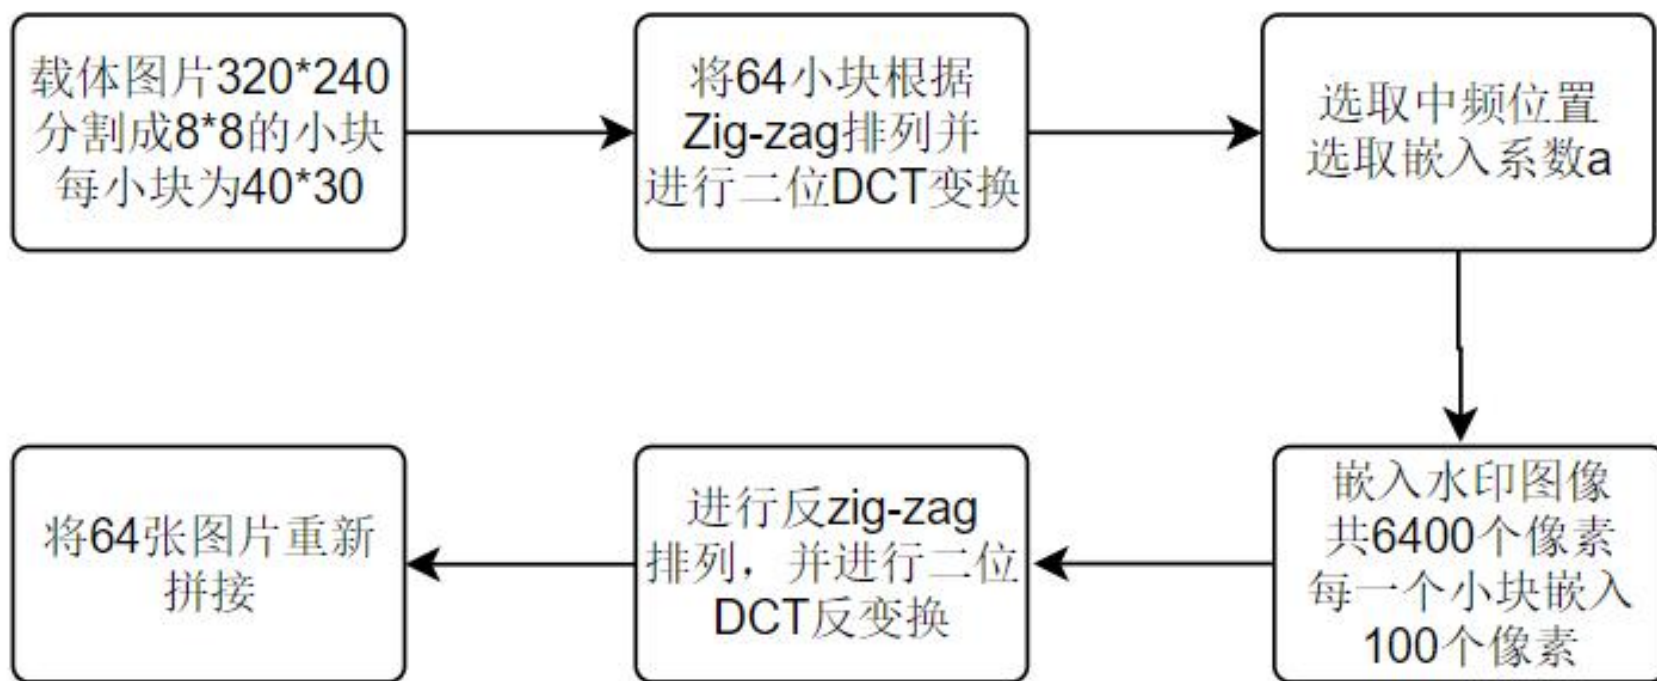 载体图片320*240
分割成8*8的小块
每小块为40*30
将64小块根据
Zig-zag排列并
进行二位DCT变换
选取中频位置
选取嵌入系数a
嵌入水印图像
共6400个像素
每一个小块嵌入
100个像素
进行反zig-zag
排列，并进行二位
DCT反变换
将64张图片重新
拼接